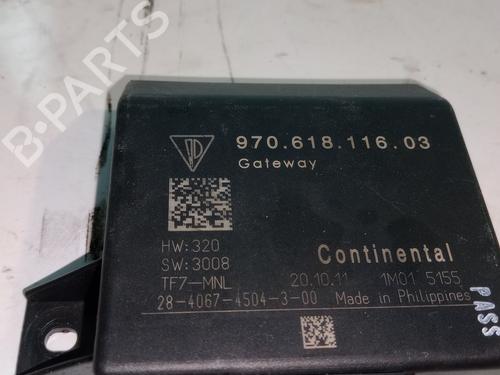 B-PARTS
970.618.116.03
Gateway
HW:320
SW:3008
TF7-MNL
28-4067-4504-3-00
Continental
20.10.11 1M01 5155
Made in Philippines
PASS